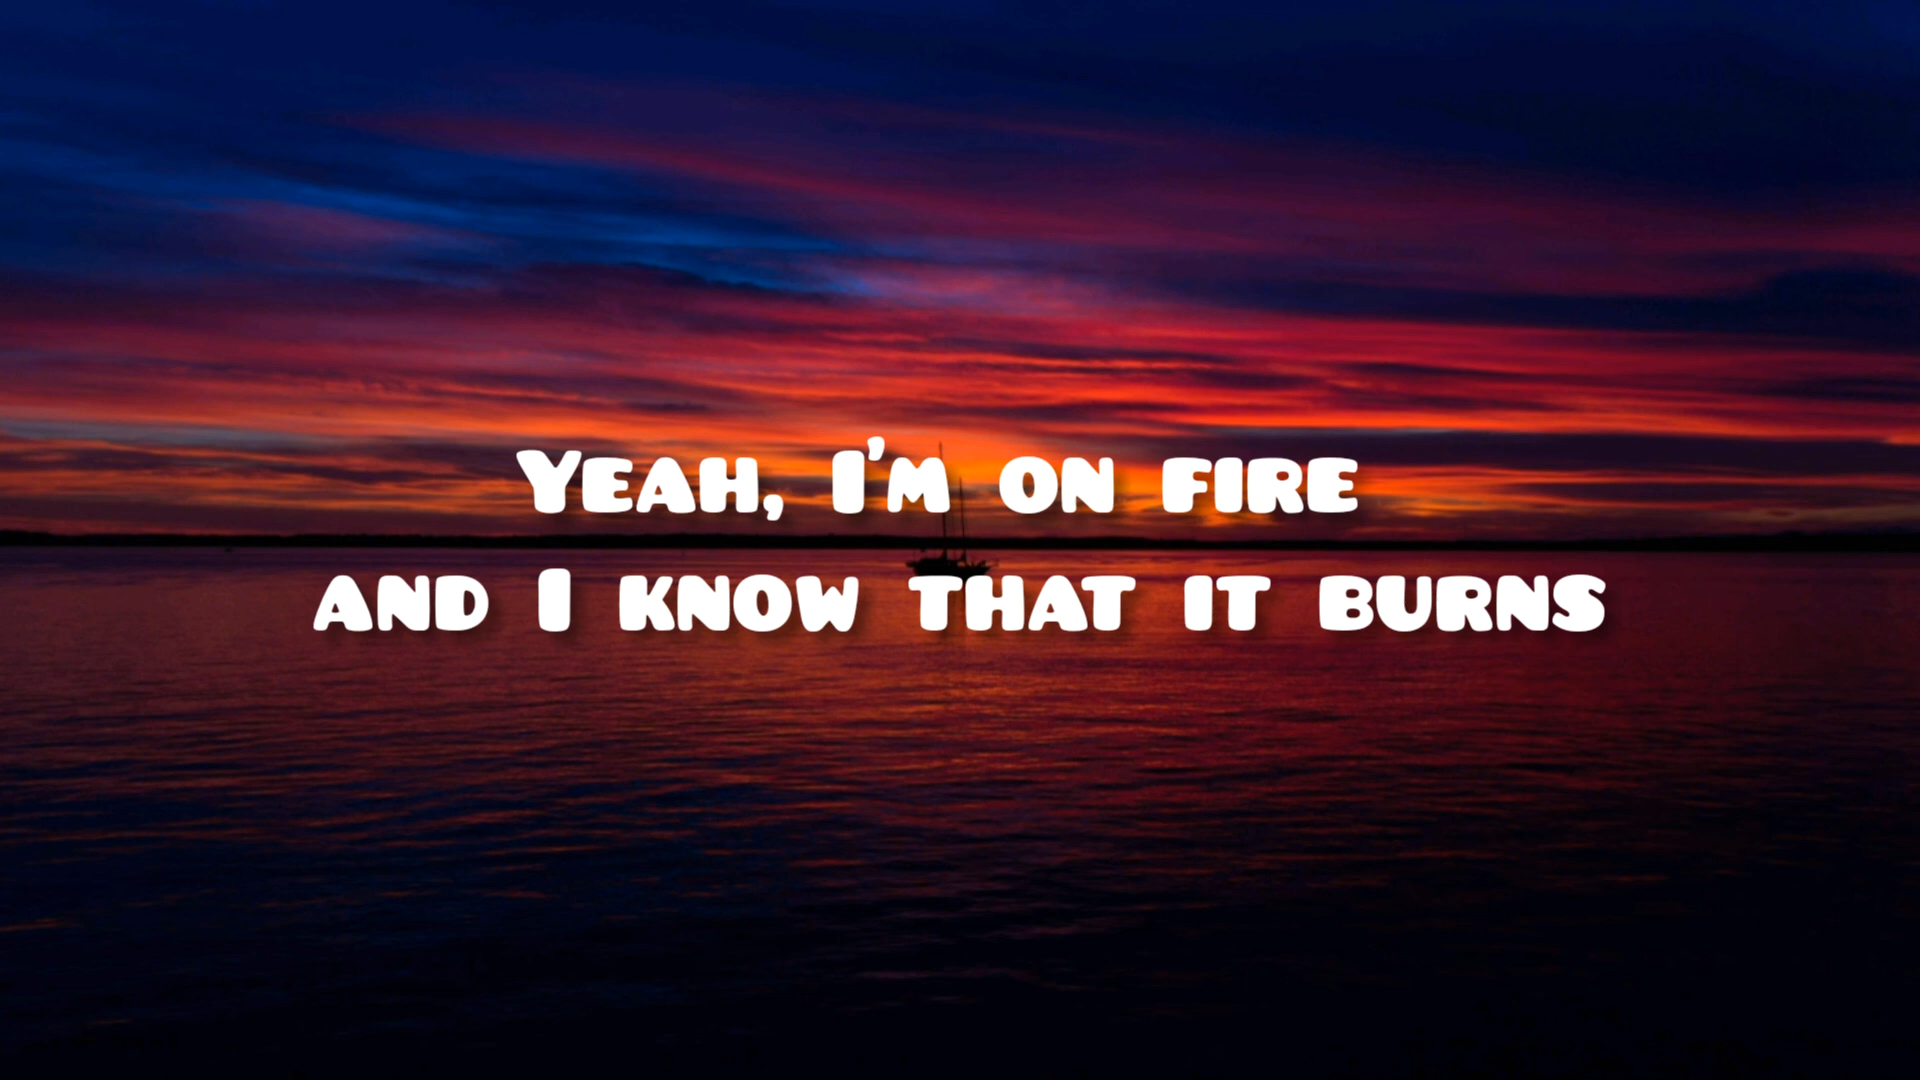 Yeah, I'm on fire
and I know that it burns